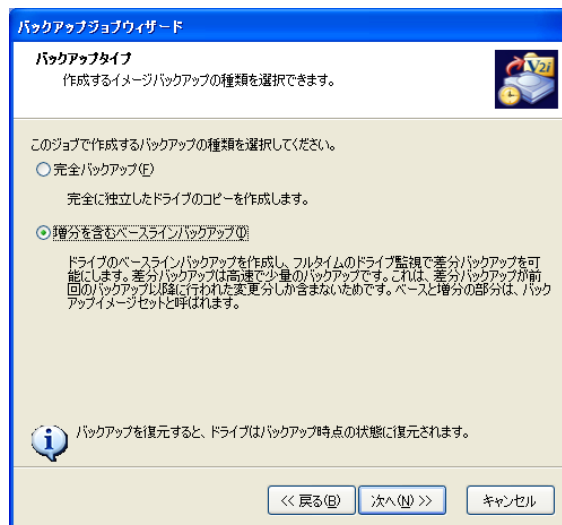 バックアップジョブウィザード
バックアップタイプ
作成するイメージバックアップの種類を選択できます。
V2i
このジョブで作成するバックアップの種類を選択してください。
完全バックアップ(F)
完全に独立したドライブのコピーを作成します。
増分を含むベースラインバックアップ(I)
ドライブのベースラインバックアップを作成し、フルタイムのドライブ監視で差分バックアップを可
能にします。差分バックアップは高速で少量のバックアップです。これは、差分バックアップが前
回のバックアップ以降に行われた変更分しか含まないためです。ベースと増分の部分は、バック
アップイメージセットと呼ばれます。
バックアップを復元すると、ドライブはバックアップ時点の状態に復元されます。
<< 戻る(B)
次へ(N) >>
キャンセル